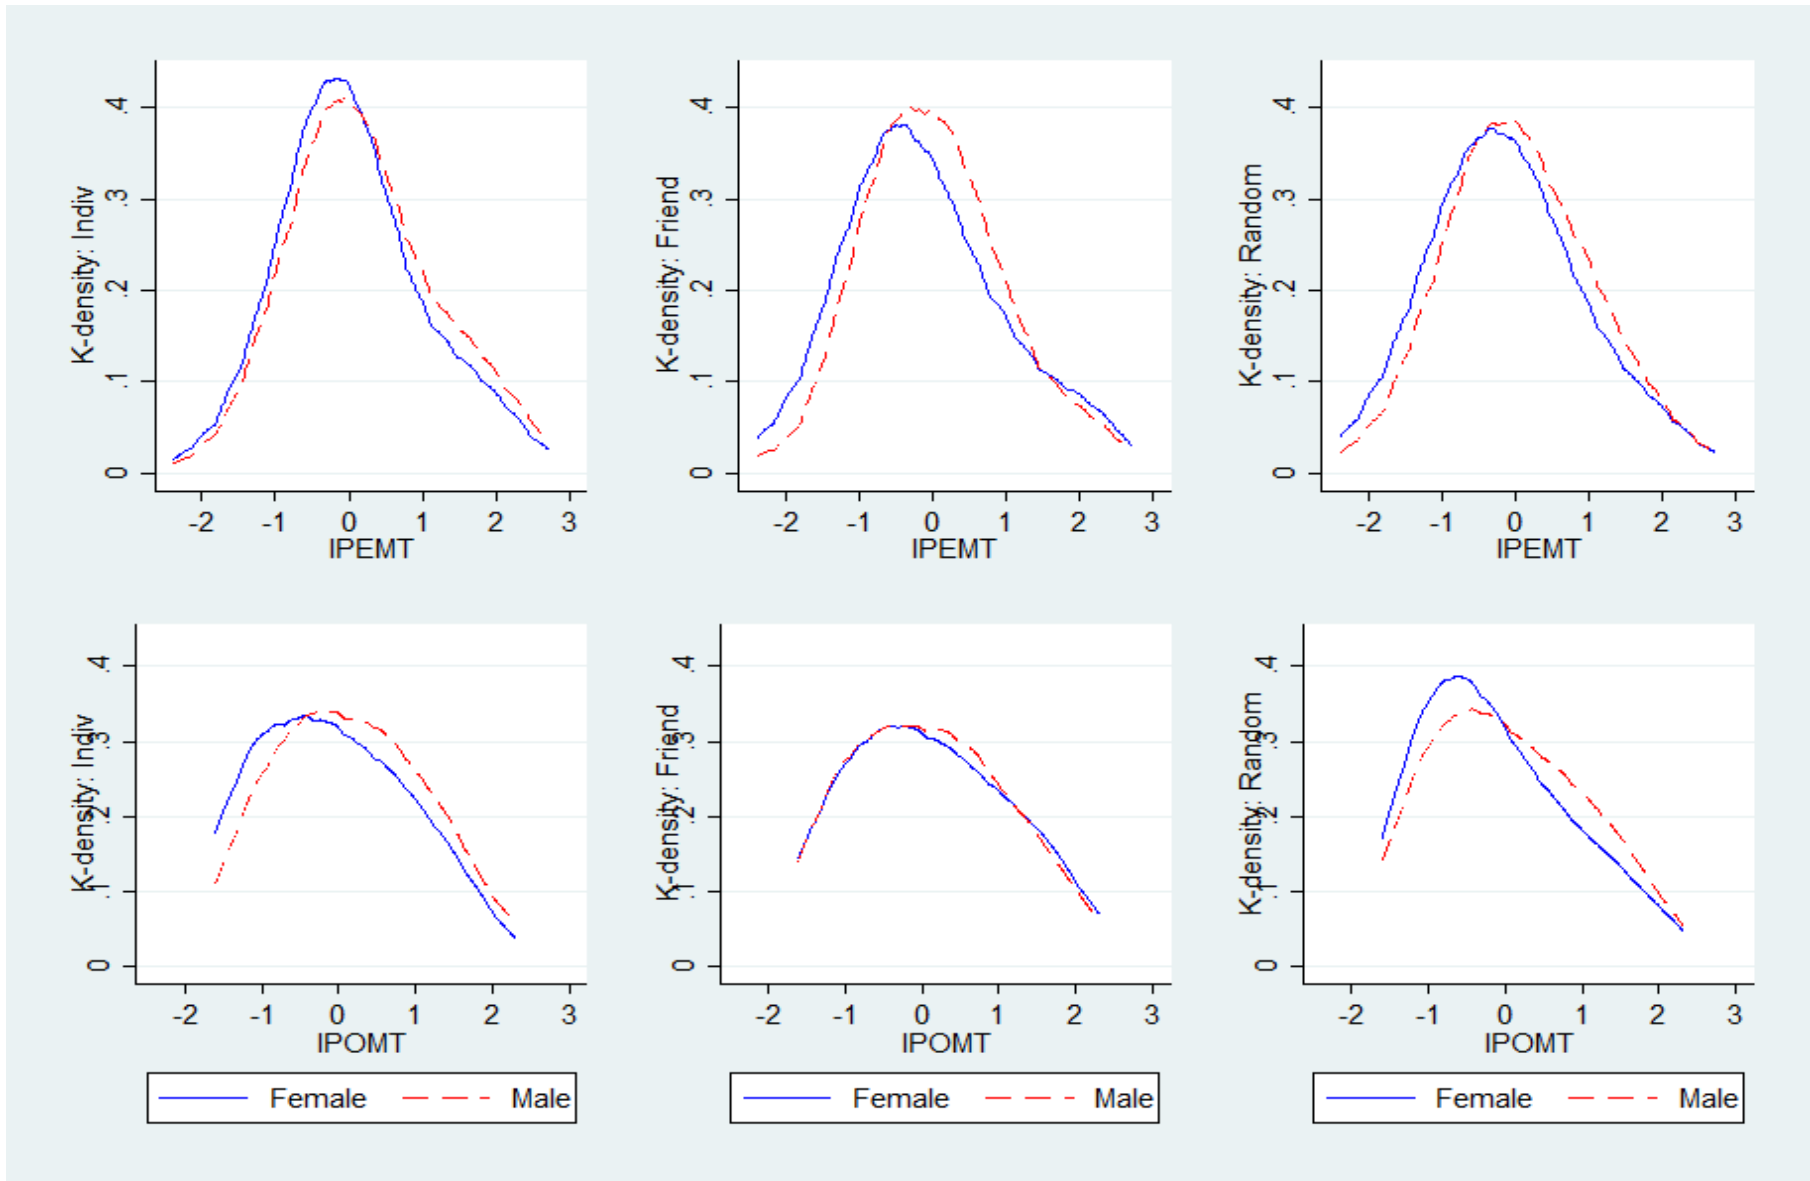 K-density: Indiv
.4
.3
.2
.1
0
-2 -1 0 1 2 3
IPEMT
K-density: Friend
.4
.3
.2
.1
0
-2 -1 0 1 2 3
IPEMT
K-density: Random
.4
.3
.2
.1
0
-2 -1 0 1 2 3
IPEMT
K-density: Indiv
.4
.3
.2
.1
0
-2 -1 0 1 2 3
IPOMT
Female Male
K-density: Friend
.4
.3
.2
.1
0
-2 -1 0 1 2 3
IPOMT
Female Male
K-density: Random
.4
.3
.2
.1
0
-2 -1 0 1 2 3
IPOMT
Female Male